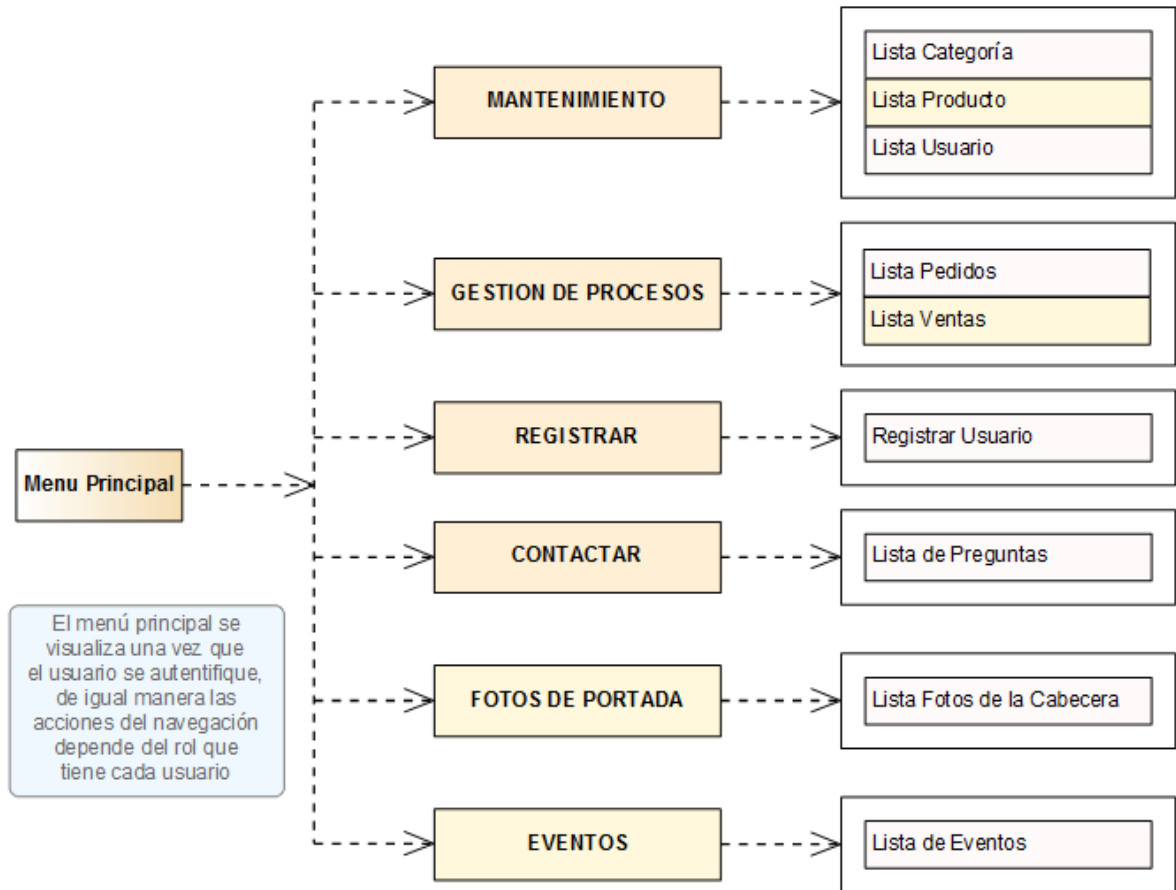 MANTENIMIENTO
Lista Categoría
Lista Producto
Lista Usuario
GESTION DE PROCESOS
Lista Pedidos
Lista Ventas
REGISTRAR
Registrar Usuario
Menu Principal
CONTACTAR
Lista de Preguntas
El menú principal se
visualiza una vez que
el usuario se autentifique,
de igual manera las
acciones del navegación
depende del rol que
tiene cada usuario
FOTOS DE PORTADA
Lista Fotos de la Cabecera
EVENTOS
Lista de Eventos